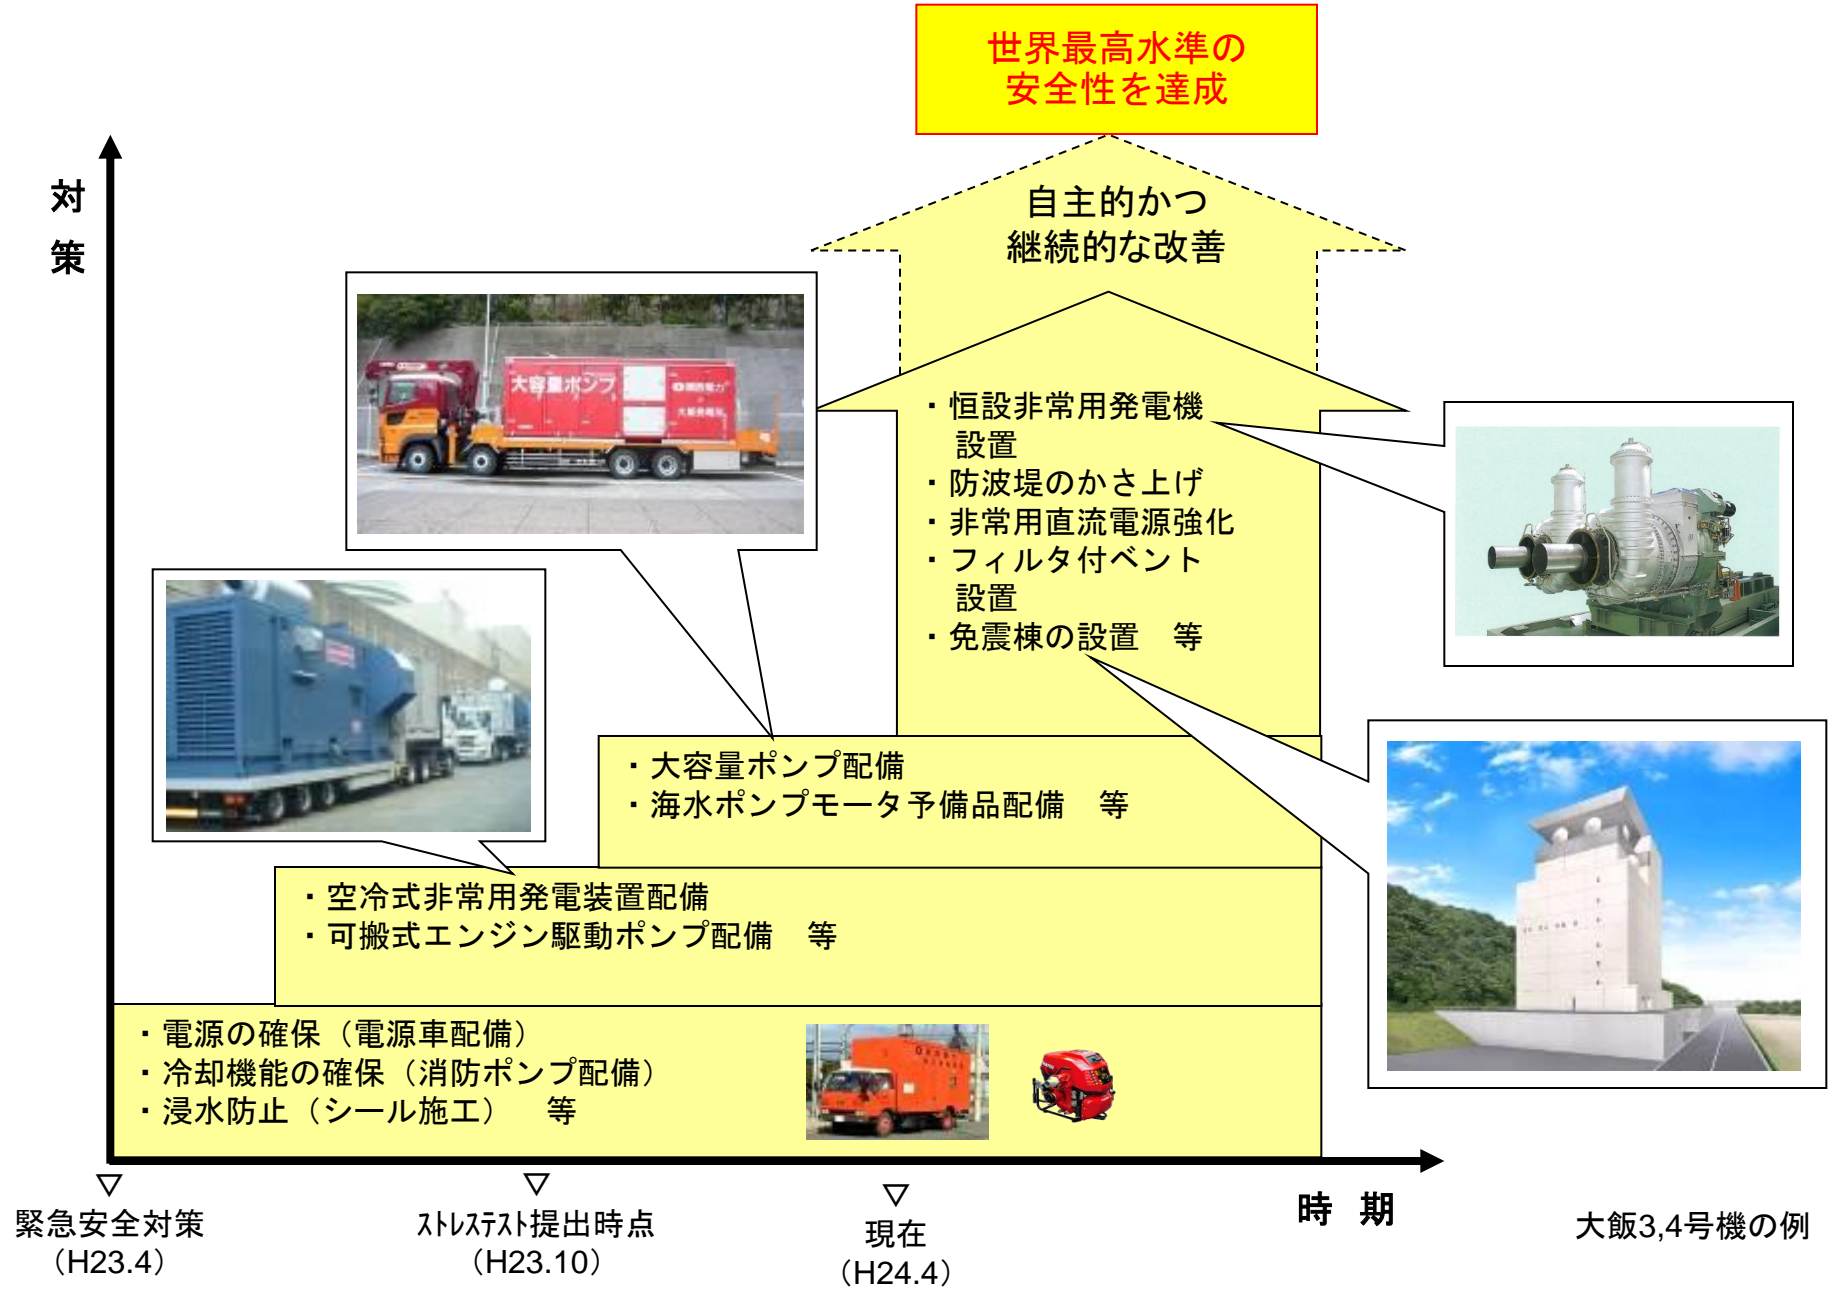 世界最高水準の
安全性を達成
対
策
自主的かつ
継続的な改善
大容量ポンプ
関西電力
・恒設非常用発電機
設置
・防波堤のかさ上げ
・非常用直流電源強化
・フィルタ付ベント
設置
・免震棟の設置　等
・大容量ポンプ配備
・海水ポンプモータ予備品配備　等
・空冷式非常用発電装置配備
・可搬式エンジン駆動ポンプ配備　等
・電源の確保（電源車配備）
・冷却機能の確保（消防ポンプ配備）
・浸水防止（シール施工）　等
▽
緊急安全対策
（H23.4）
▽
ｽﾄﾚｽﾃｽﾄ提出時点
（H23.10）
▽
現在
（H24.4）
時　期
大飯3,4号機の例